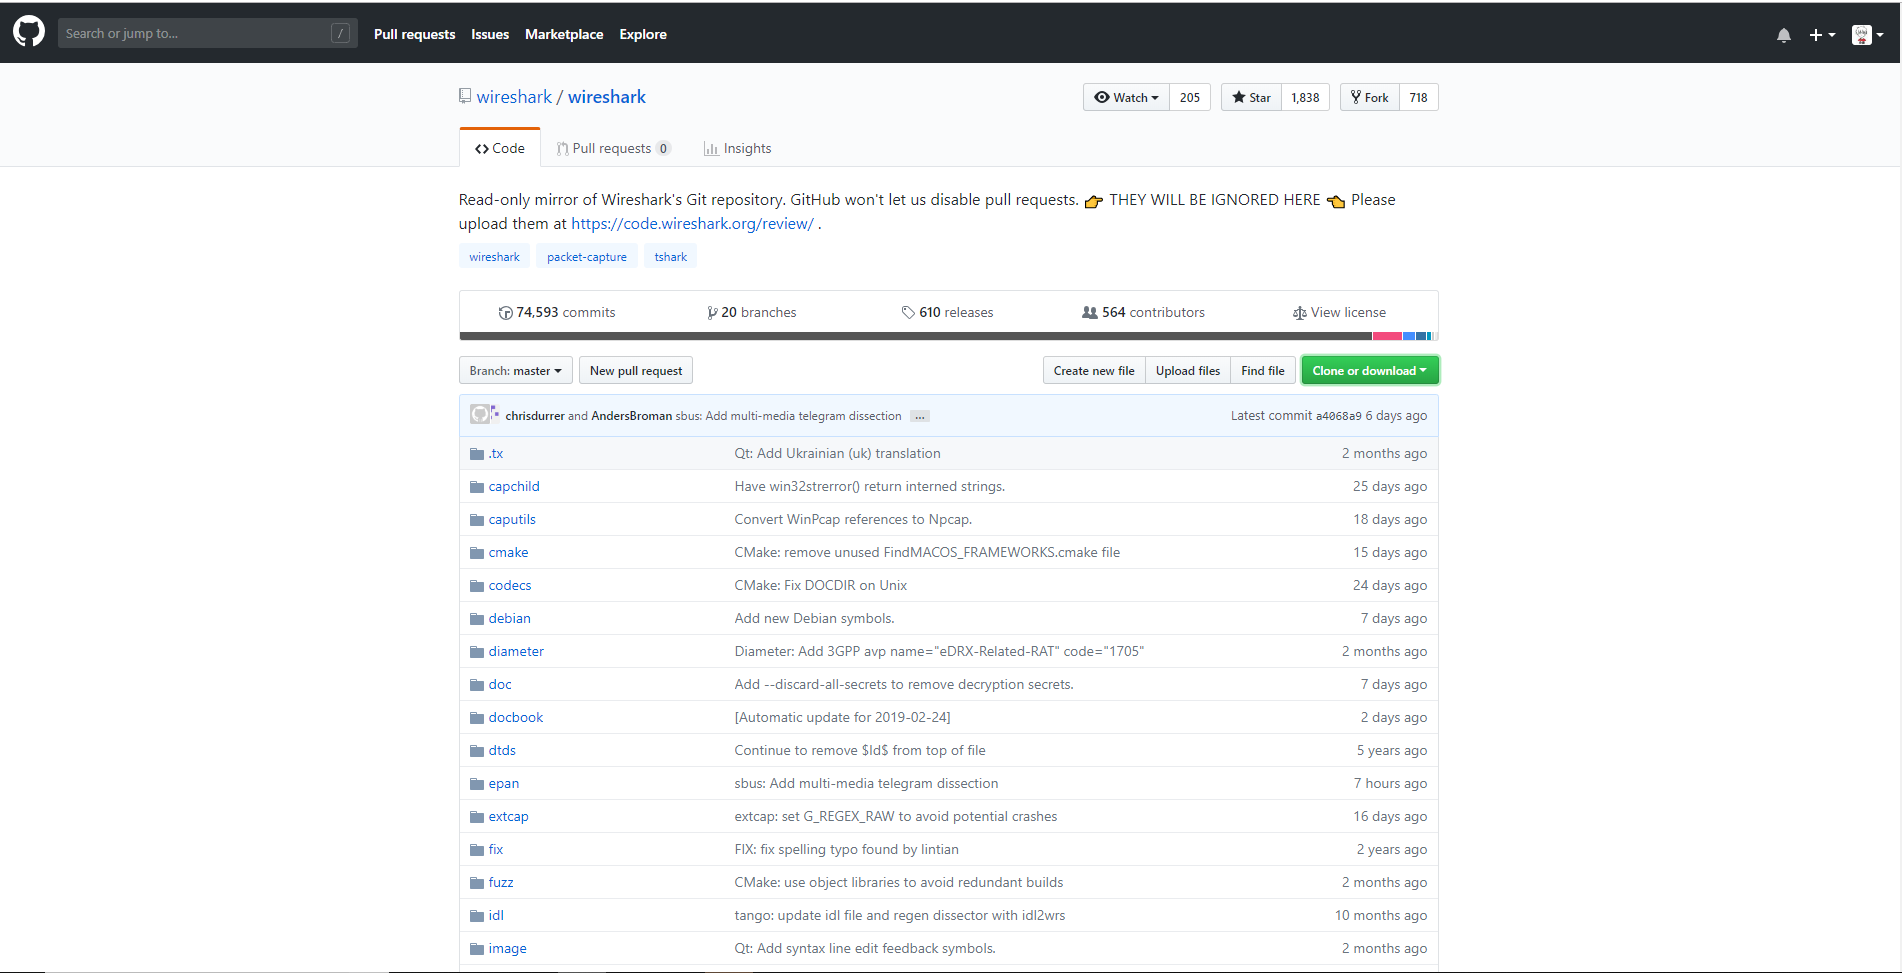 Search or jump to... / Pull requests Issues Marketplace Explore
wireshark / wireshark Watch 205 Star 1,838 Fork 718
Code Pull requests 0 Insights
Read-only mirror of Wireshark's Git repository. GitHub won't let us disable pull requests. 👉 THEY WILL BE IGNORED HERE 👈 Please
upload them at https://code.wireshark.org/review/ .
wireshark packet-capture tshark
74,593 commits 20 branches 610 releases 564 contributors View license
Branch: master New pull request Create new file Upload files Find file Clone or download
chrisdurrer and AndersBroman sbus: Add multi-media telegram dissection ... Latest commit a4068a9 6 days ago
.tx Qt: Add Ukrainian (uk) translation 2 months ago
capchild Have win32strerror() return interned strings. 25 days ago
caputils Convert WinPcap references to Npcap. 18 days ago
cmake CMake: remove unused FindMACOS_FRAMEWORKS.cmake file 15 days ago
codecs CMake: Fix DOCDIR on Unix 24 days ago
debian Add new Debian symbols. 7 days ago
diameter Diameter: Add 3GPP avp name="eDRX-Related-RAT" code="1705" 2 months ago
doc Add --discard-all-secrets to remove decryption secrets. 7 days ago
docbook [Automatic update for 2019-02-24] 2 days ago
dtds Continue to remove $Id$ from top of file 5 years ago
epan sbus: Add multi-media telegram dissection 7 hours ago
extcap extcap: set G_REGEX_RAW to avoid potential crashes 16 days ago
fix FIX: fix spelling typo found by lintian 2 years ago
fuzz CMake: use object libraries to avoid redundant builds 2 months ago
idl tango: update idl file and regen dissector with idl2wrs 10 months ago
image Qt: Add syntax line edit feedback symbols. 2 months ago